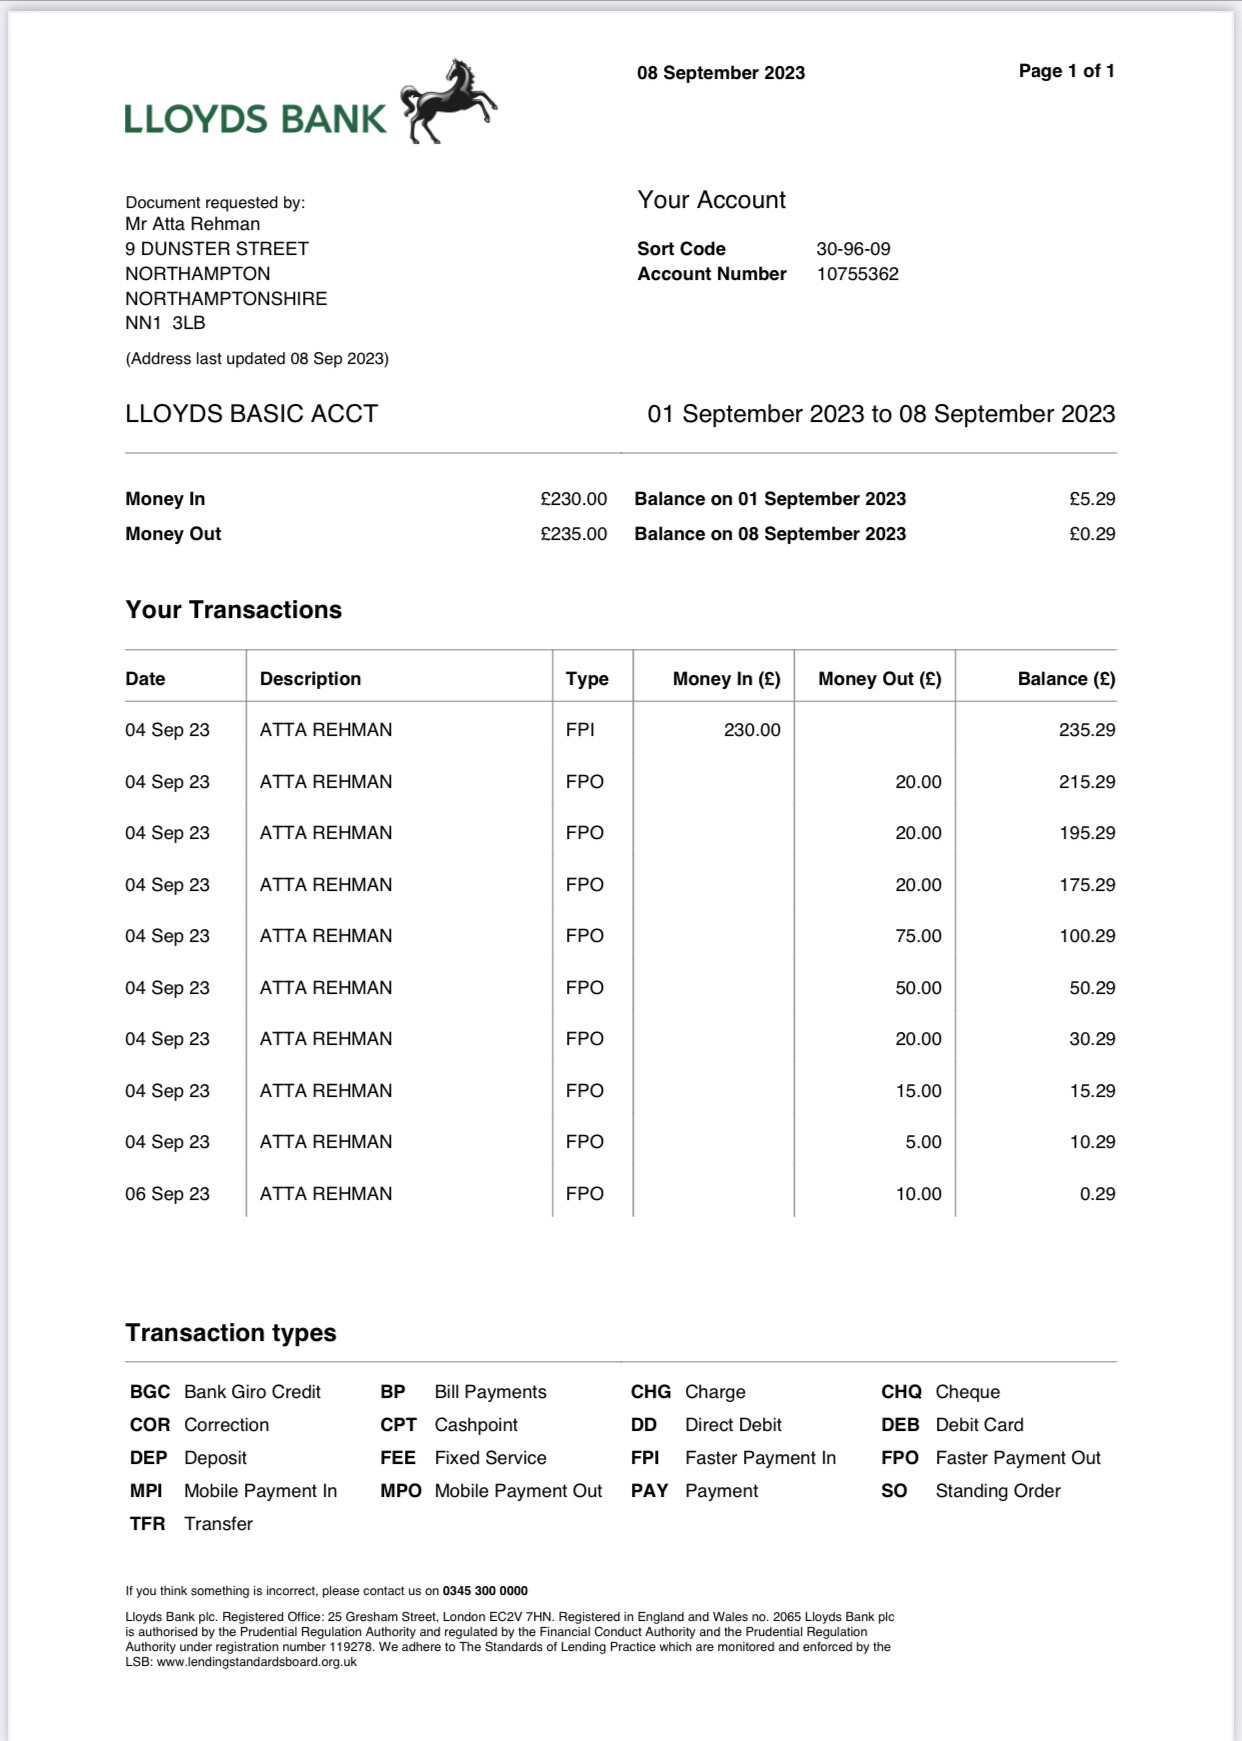 08 September 2023 Page 1 of 1
LLOYDS BANK
Document requested by:
Mr Atta Rehman
9 DUNSTER STREET
NORTHAMPTON
NORTHAMPTONSHIRE
NN1 3LB
(Address last updated 08 Sep 2023)
Your Account
Sort Code 30-96-09
Account Number 10755362
LLOYDS BASIC ACCT 01 September 2023 to 08 September 2023
Money In £230.00 Balance on 01 September 2023 £5.29
Money Out £235.00 Balance on 08 September 2023 £0.29
Your Transactions
Date Description Type Money In (£) Money Out (£) Balance (£)
04 Sep 23 ATTA REHMAN FPI 230.00 235.29
04 Sep 23 ATTA REHMAN FPO 20.00 215.29
04 Sep 23 ATTA REHMAN FPO 20.00 195.29
04 Sep 23 ATTA REHMAN FPO 20.00 175.29
04 Sep 23 ATTA REHMAN FPO 75.00 100.29
04 Sep 23 ATTA REHMAN FPO 50.00 50.29
04 Sep 23 ATTA REHMAN FPO 20.00 30.29
04 Sep 23 ATTA REHMAN FPO 15.00 15.29
04 Sep 23 ATTA REHMAN FPO 5.00 10.29
06 Sep 23 ATTA REHMAN FPO 10.00 0.29
Transaction types
BGC Bank Giro Credit BP Bill Payments CHG Charge CHQ Cheque
COR Correction CPT Cashpoint DD Direct Debit DEB Debit Card
DEP Deposit FEE Fixed Service FPI Faster Payment In FPO Faster Payment Out
MPI Mobile Payment In MPO Mobile Payment Out PAY Payment SO Standing Order
TFR Transfer
If you think something is incorrect, please contact us on 0345 300 0000
Lloyds Bank plc. Registered Office: 25 Gresham Street, London EC2V 7HN. Registered in England and Wales no. 2065 Lloyds Bank plc
is authorised by the Prudential Regulation Authority and regulated by the Financial Conduct Authority and the Prudential Regulation
Authority under registration number 119278. We adhere to The Standards of Lending Practice which are monitored and enforced by the
LSB: www.lendingstandardsboard.org.uk